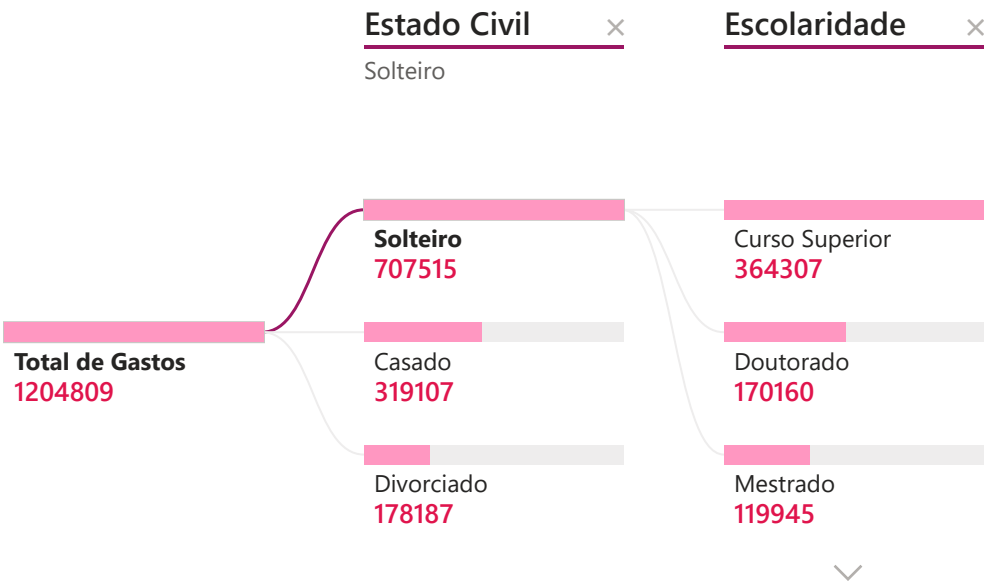 Estado Civil
Solteiro
Escolaridade
Total de Gastos
1204809
Solteiro
707515
Casado
319107
Divorciado
178187
Curso Superior
364307
Doutorado
170160
Mestrado
119945